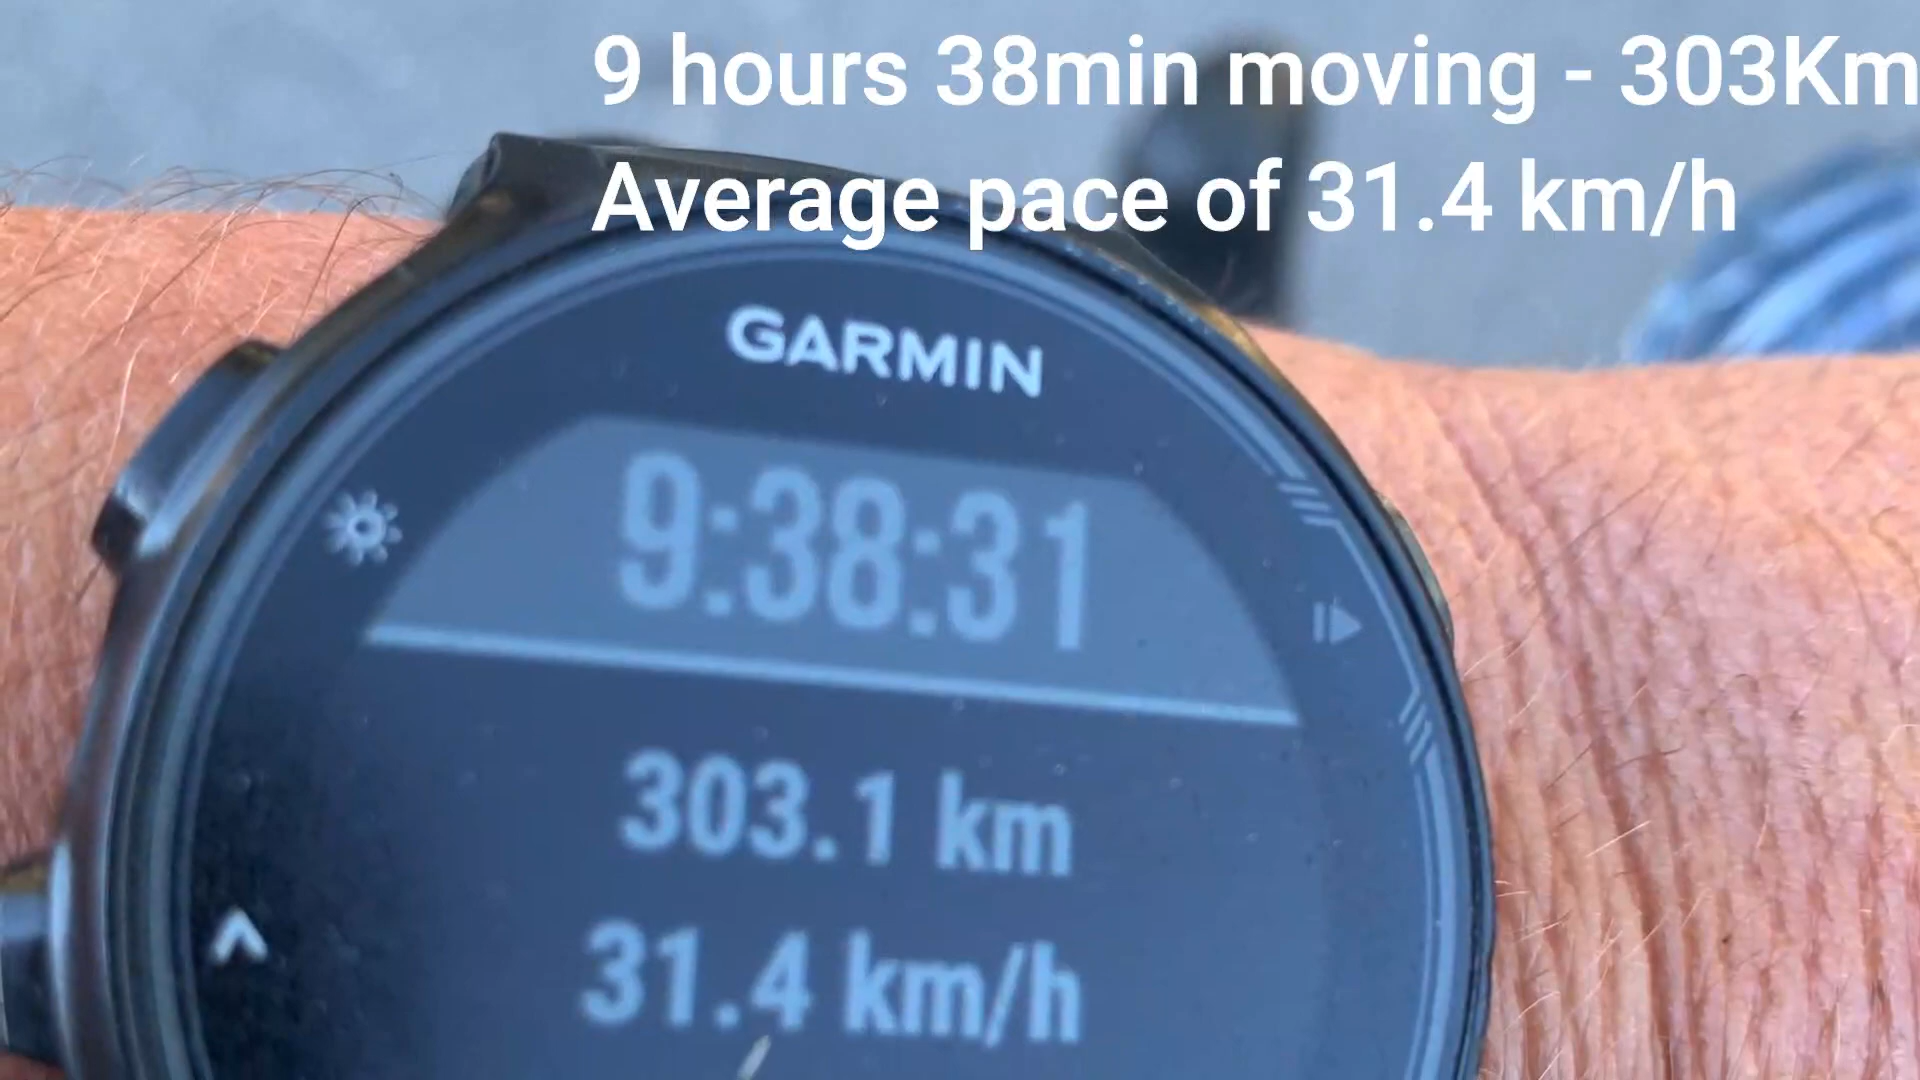 9 hours 38min moving - 303Km
Average pace of 31.4 km/h
GARMIN
9:38:31
303.1 km
31.4 km/h